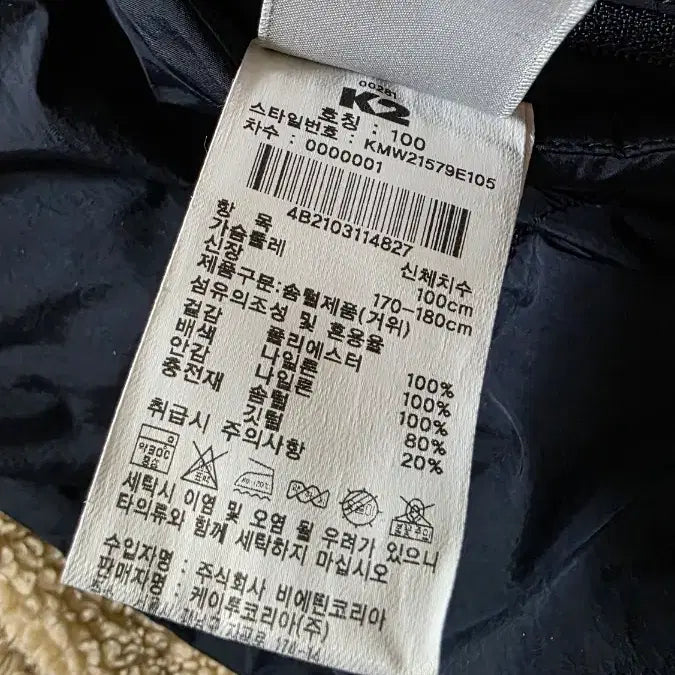 00281
K2
호칭 : 100
스타일번호 : KMW21579E105
차수 : 0000001
4B2103114827
항 목 신체치수
가슴둘레 100cm
신장 170-180cm
제품구분:솜털제품(거위)
섬유의조성 및 혼용율
겉감 폴리에스터 100%
배색 나일론 100%
안감 나일론 100%
충전재 솜털 80%
깃털 20%
취급시 주의사항
세탁시 이염 및 오염 될 우려가 있으니
타의류와 함께 세탁하지 마십시오
수입자명 : 주식회사 비에띤코리아
판매자명 : 케이투코리아(주)